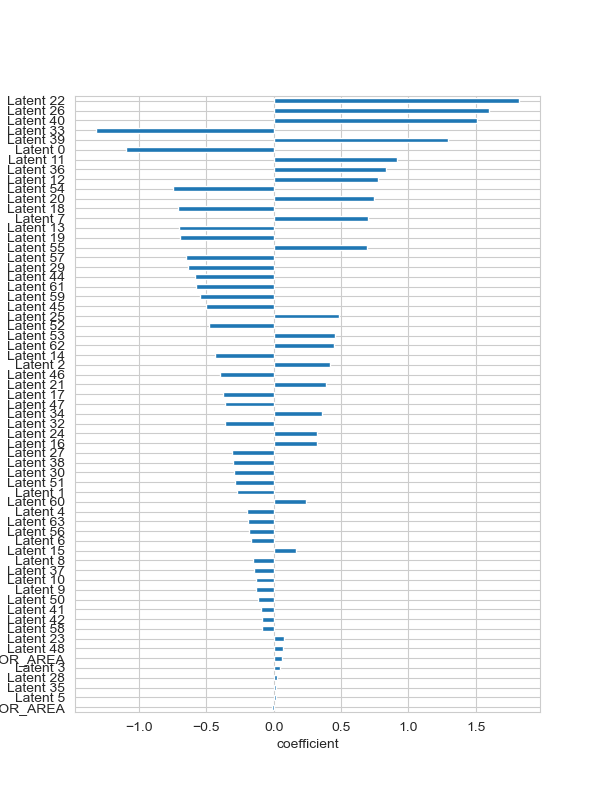 Latent 22
Latent 26
Latent 40
Latent 33
Latent 39
Latent 0
Latent 11
Latent 36
Latent 12
Latent 54
Latent 20
Latent 18
Latent 7
Latent 13
Latent 19
Latent 55
Latent 57
Latent 29
Latent 44
Latent 61
Latent 59
Latent 45
Latent 25
Latent 52
Latent 53
Latent 62
Latent 14
Latent 2
Latent 46
Latent 21
Latent 17
Latent 47
Latent 34
Latent 32
Latent 24
Latent 16
Latent 27
Latent 38
Latent 30
Latent 51
Latent 1
Latent 60
Latent 4
Latent 63
Latent 56
Latent 6
Latent 15
Latent 8
Latent 37
Latent 10
Latent 9
Latent 50
Latent 41
Latent 42
Latent 58
Latent 23
Latent 48
OR_AREA
Latent 3
Latent 28
Latent 35
Latent 5
OR_AREA
−1.0 −0.5 0.0 0.5 1.0 1.5
coefficient